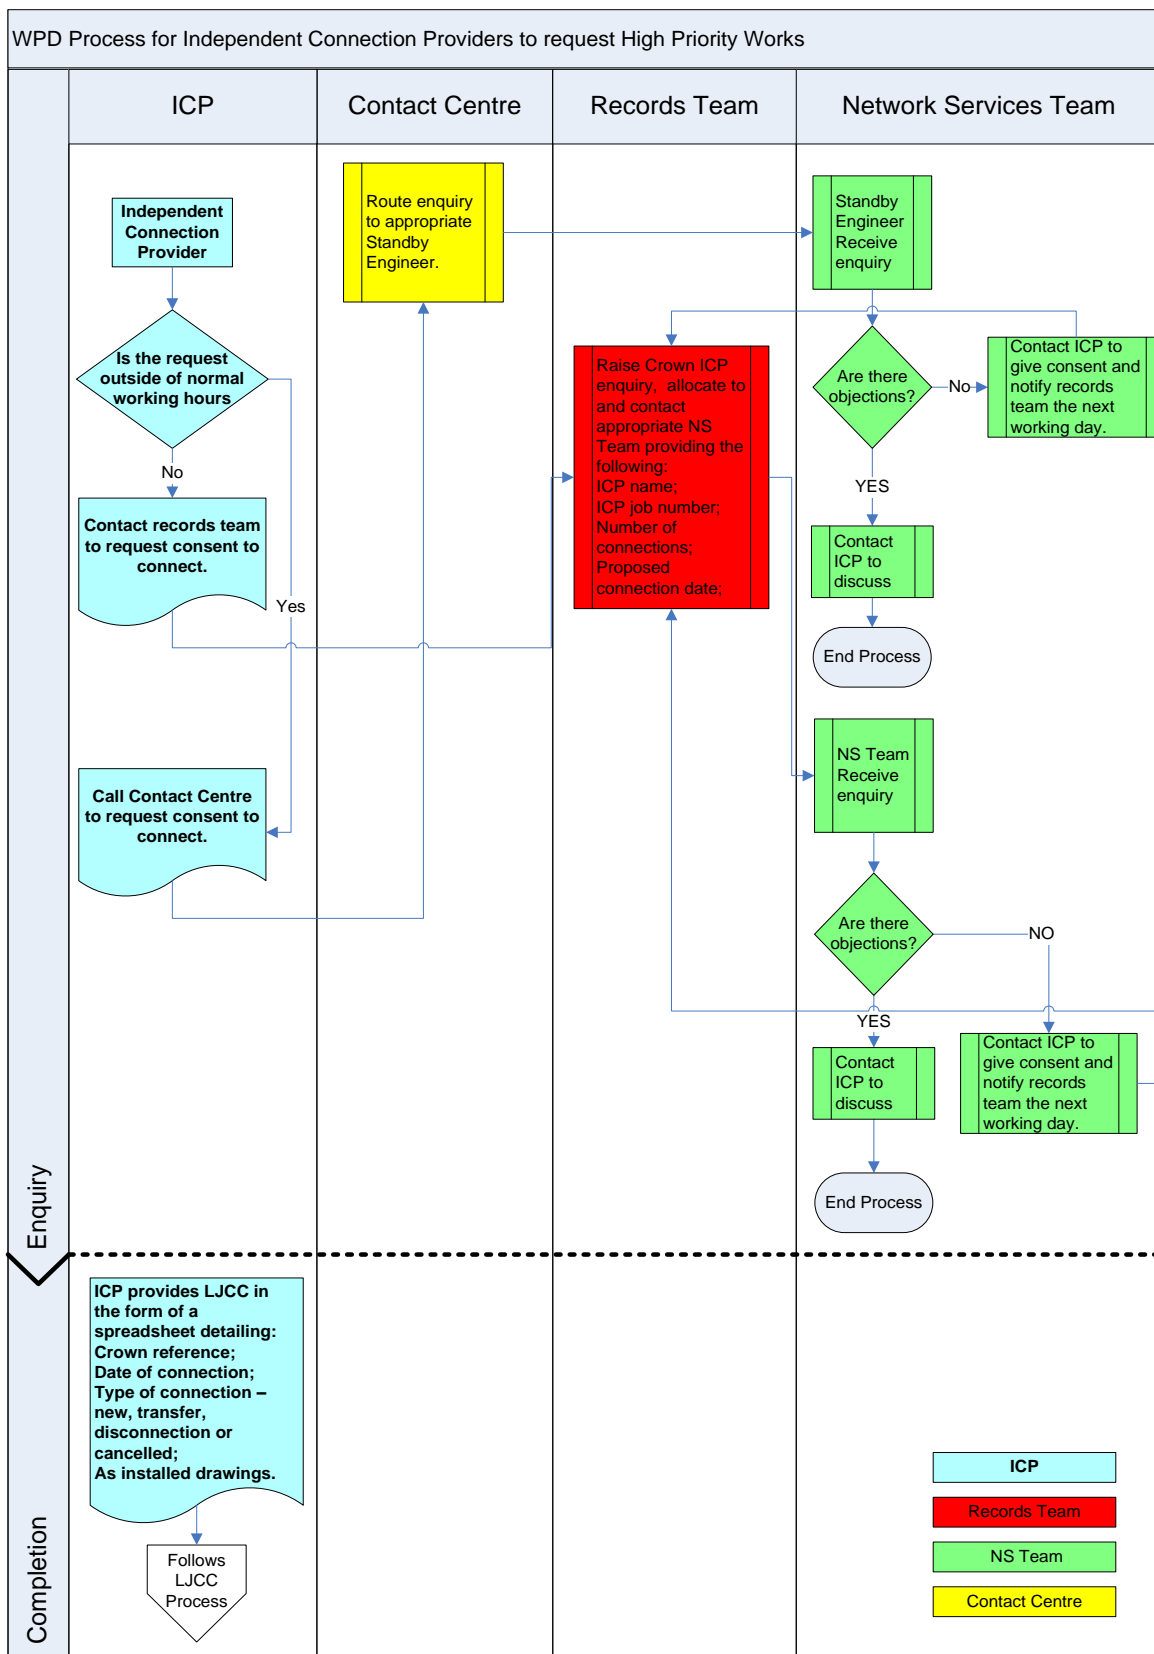 WPD Process for Independent Connection Providers to request High Priority Works
ICP
Contact Centre
Records Team
Network Services Team
Enquiry
Independent
Connection
Provider
Is the request
outside of normal
working hours
No
Yes
Contact records team
to request consent to
connect.
Call Contact Centre
to request consent to
connect.
Route enquiry
to appropriate
Standby
Engineer.
Raise Crown ICP
enquiry,  allocate to
and contact
appropriate NS
Team providing the
following:
ICP name;
ICP job number;
Number of
connections;
Proposed
connection date;
Standby
Engineer
Receive
enquiry
Are there
objections?
No
Contact ICP to
give consent and
notify records
team the next
working day.
YES
Contact
ICP to
discuss
End Process
NS Team
Receive
enquiry
Are there
objections?
NO
YES
Contact
ICP to
discuss
Contact ICP to
give consent and
notify records
team the next
working day.
End Process
Completion
ICP provides LJCC in
the form of a
spreadsheet detailing:
Crown reference;
Date of connection;
Type of connection –
new, transfer,
disconnection or
cancelled;
As installed drawings.
Follows
LJCC
Process
ICP
Records Team
NS Team
Contact Centre